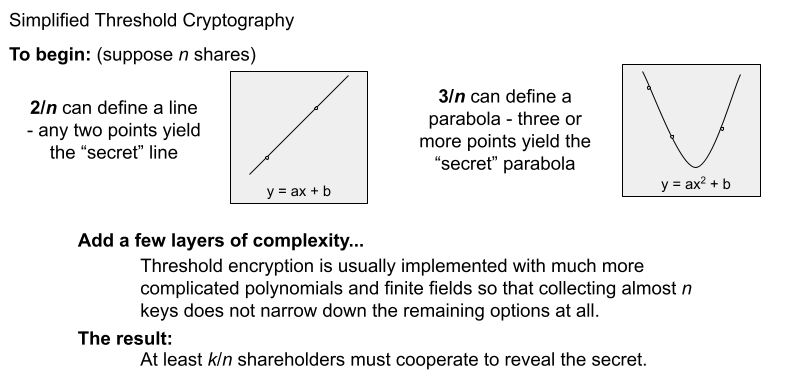 Simplified Threshold Cryptography
To begin: (suppose n shares)
2/n can define a line
- any two points yield
the “secret” line
y = ax + b
3/n can define a
parabola - three or
more points yield the
“secret” parabola
y = ax² + b
Add a few layers of complexity...
Threshold encryption is usually implemented with much more
complicated polynomials and finite fields so that collecting almost n
keys does not narrow down the remaining options at all.
The result:
At least k/n shareholders must cooperate to reveal the secret.